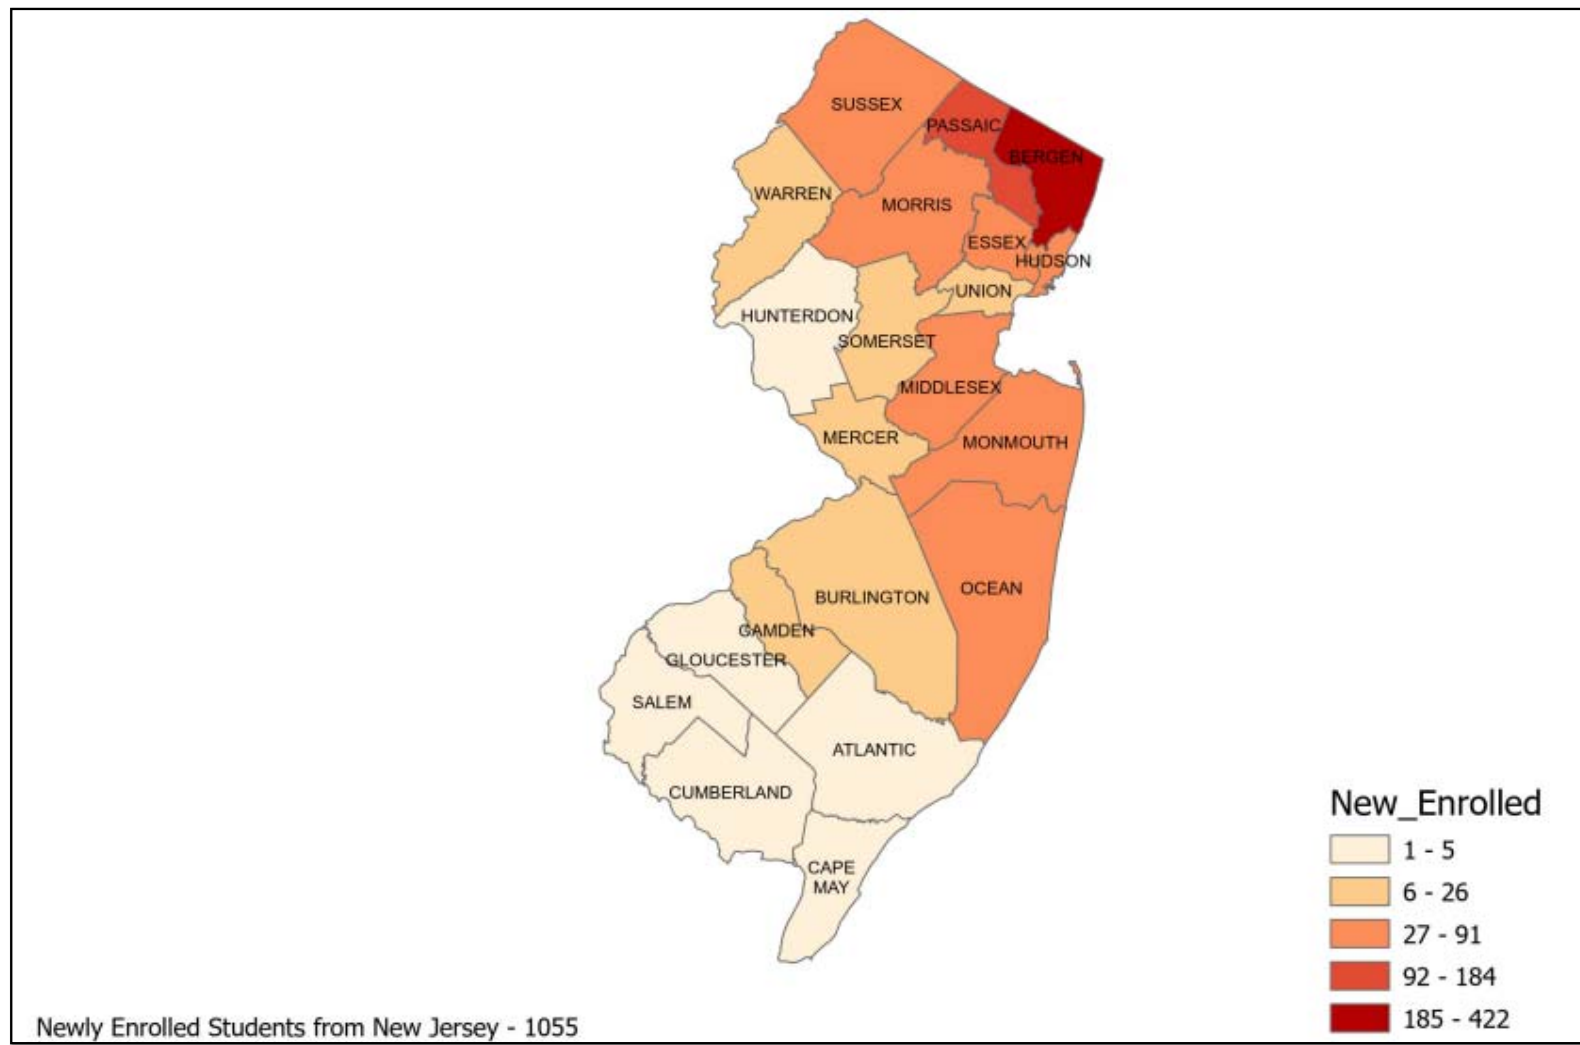 SUSSEX
PASSAIC
BERGEN
WARREN
MORRIS
ESSEX
HUDSON
UNION
HUNTERDON
SOMERSET
MIDDLESEX
MERCER
MONMOUTH
OCEAN
BURLINGTON
CAMDEN
GLOUCESTER
SALEM
ATLANTIC
CUMBERLAND
CAPE
MAY
New_Enrolled
1 - 5
6 - 26
27 - 91
92 - 184
185 - 422
Newly Enrolled Students from New Jersey - 1055